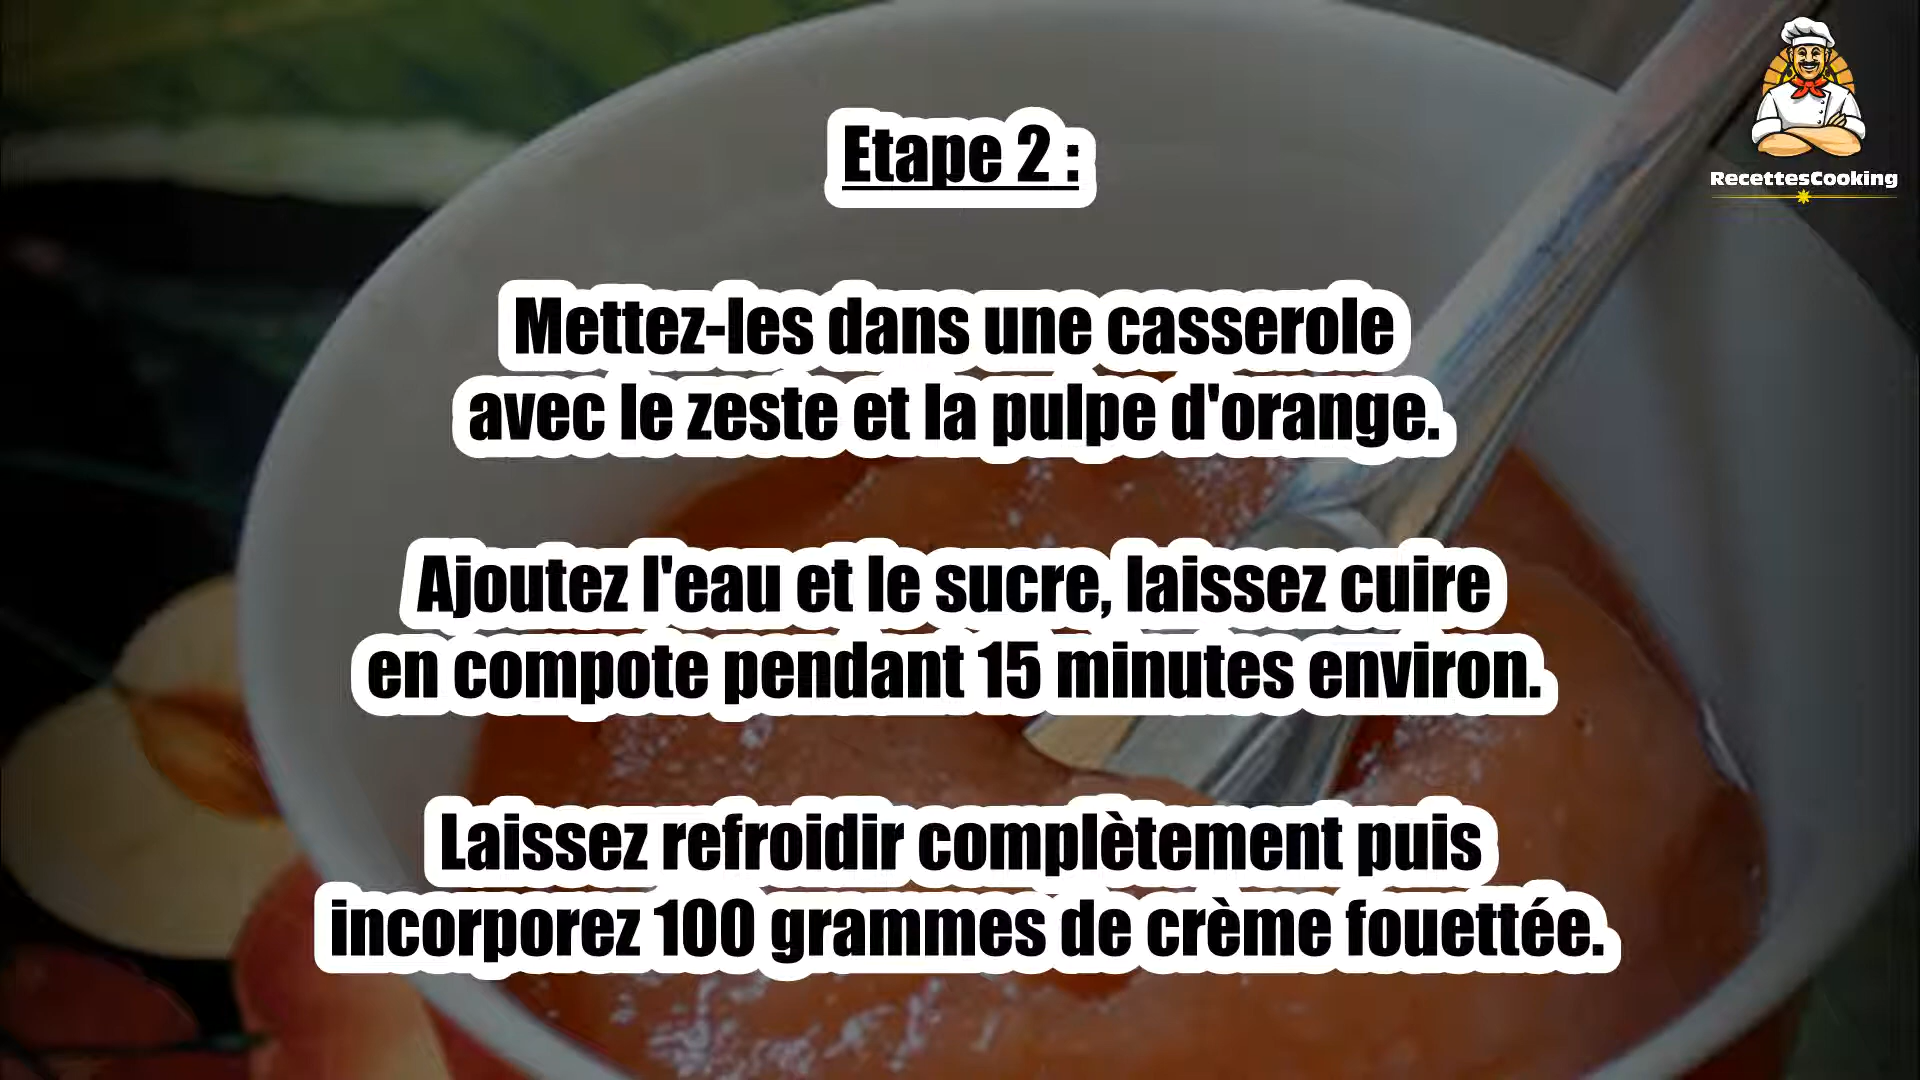 Etape 2 :
RecettesCooking
Mettez-les dans une casserole
avec le zeste et la pulpe d'orange.
Ajoutez l'eau et le sucre, laissez cuire
en compote pendant 15 minutes environ.
Laissez refroidir complètement puis
incorporez 100 grammes de crème fouettée.